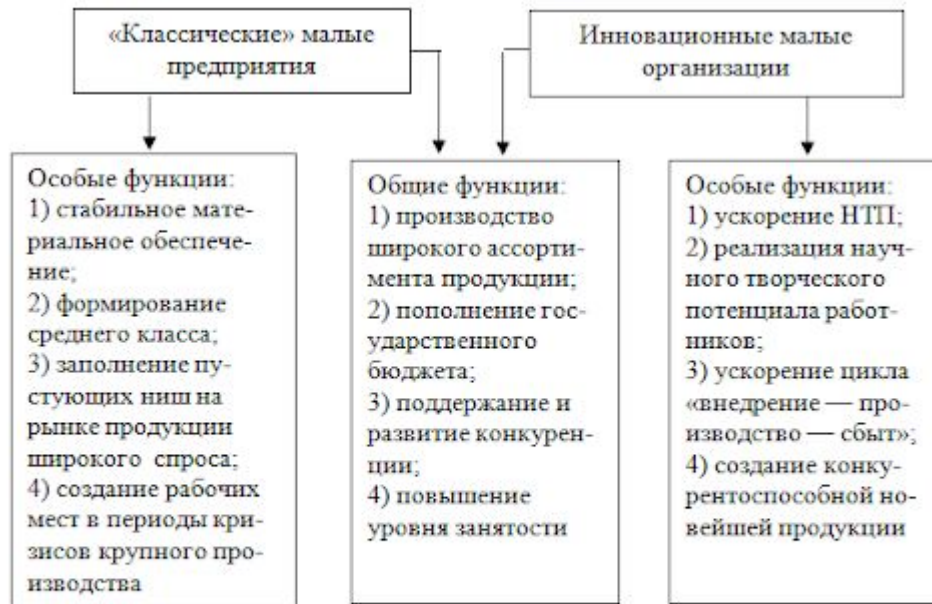 «Классические» малые
предприятия
Инновационные малые
организации
Особые функции:
1) стабильное мате-
риальное обеспече-
ние;
2) формирование
среднего класса;
3) заполнение пу-
стующих ниш на
рынке продукции
широкого спроса;
4) создание рабочих
мест в периоды кри-
зисов крупного про-
изводства
Общие функции:
1) производство
широкого ассорти-
мента продукции;
2) пополнение гос-
ударственного
бюджета;
3) поддержание и
развитие конкурен-
ции;
4) повышение
уровня занятости
Особые функции:
1) ускорение НТП;
2) реализация науч-
ного творческого
потенциала работ-
ников;
3) ускорение цикла
«внедрение — про-
изводство — сбыт»;
4) создание конку-
рентоспособной но-
вейшей продукции